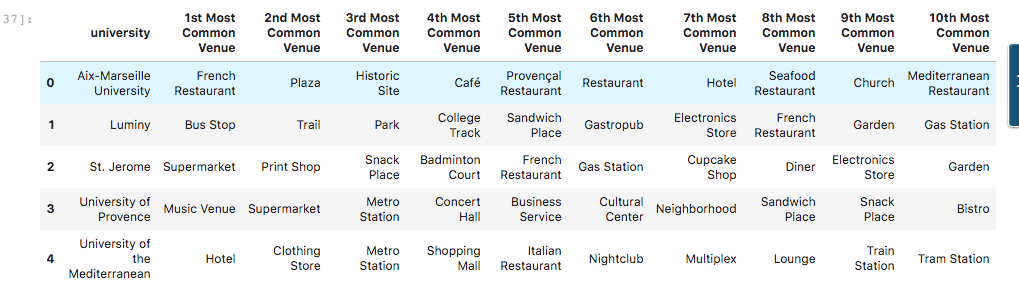 37]:
university 1st Most Common Venue 2nd Most Common Venue 3rd Most Common Venue 4th Most Common Venue 5th Most Common Venue 6th Most Common Venue 7th Most Common Venue 8th Most Common Venue 9th Most Common Venue 10th Most Common Venue
0 Aix-Marseille University French Restaurant Plaza Historic Site Café Provençal Restaurant Restaurant Hotel Seafood Restaurant Church Mediterranean Restaurant
1 Luminy Bus Stop Trail Park College Track Sandwich Place Gastropub Electronics Store French Restaurant Garden Gas Station
2 St. Jerome Supermarket Print Shop Snack Place Badminton Court French Restaurant Gas Station Cupcake Shop Diner Electronics Store Garden
3 University of Provence Music Venue Supermarket Metro Station Concert Hall Business Service Cultural Center Neighborhood Sandwich Place Snack Place Bistro
4 University of the Mediterranean Hotel Clothing Store Metro Station Shopping Mall Italian Restaurant Nightclub Multiplex Lounge Train Station Tram Station